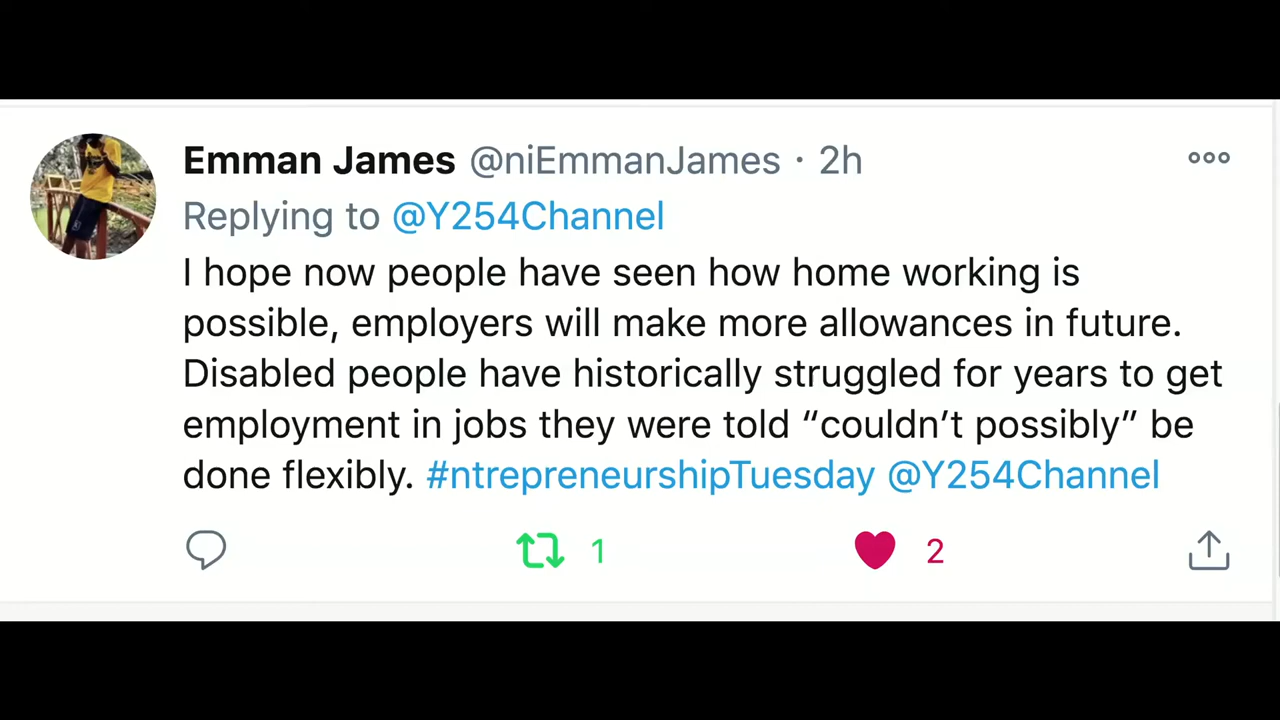 Emman James @niEmmanJames · 2h
Replying to @Y254Channel
I hope now people have seen how home working is
possible, employers will make more allowances in future.
Disabled people have historically struggled for years to get
employment in jobs they were told “couldn’t possibly” be
done flexibly. #ntrepreneurshipTuesday @Y254Channel
1 2